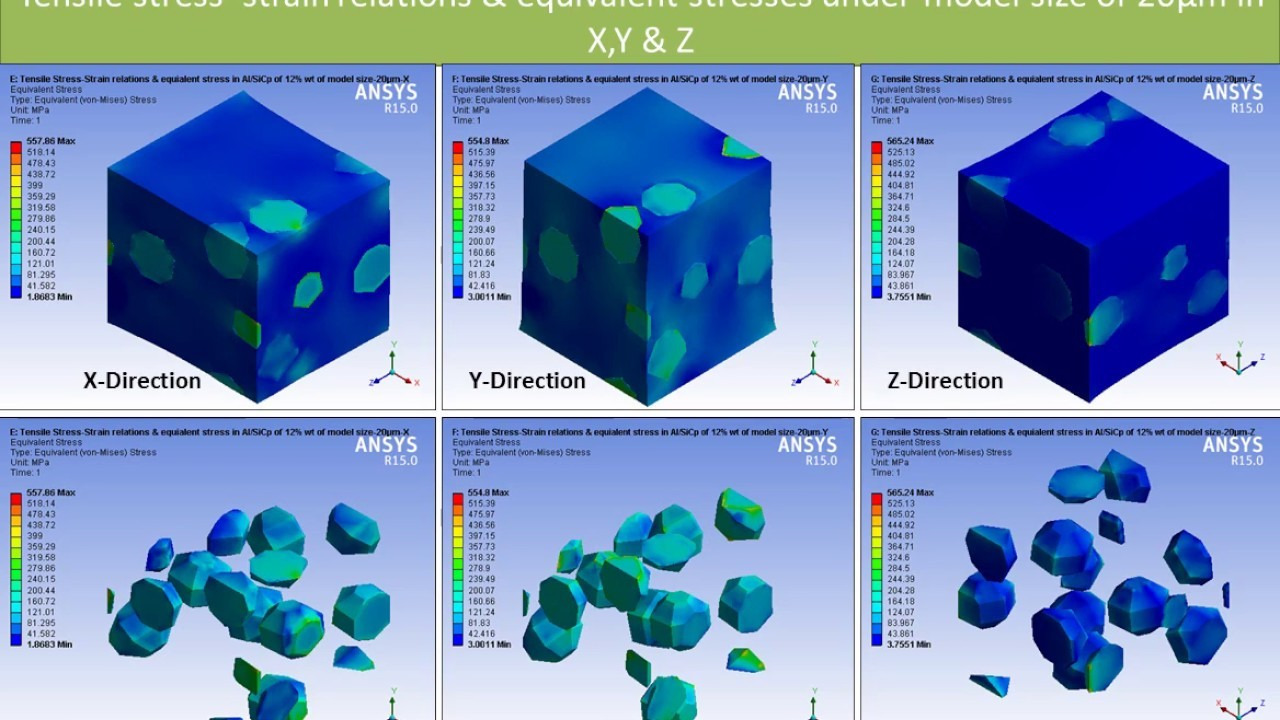 Tensile stress- strain relations & equivalent stresses under model size of 20µm in
X,Y & Z
E: Tensile Stress-Strain relations & equialent stress in Al/SiCp of 12% wt of model size-20µm-X
Equivalent Stress
Type: Equivalent (von-Mises) Stress
Unit: MPa
Time: 1
ANSYS
R15.0
557.86 Max
518.14
478.43
438.72
399
359.29
319.58
279.86
240.15
200.44
160.72
121.01
81.295
41.582
1.8683 Min
Y
Z
X
X-Direction
F: Tensile Stress-Strain relations & equialent stress in Al/SiCp of 12% wt of model size-20µm-Y
Equivalent Stress
Type: Equivalent (von-Mises) Stress
Unit: MPa
Time: 1
ANSYS
R15.0
554.8 Max
515.39
475.97
436.56
397.15
357.73
318.32
278.9
239.49
200.07
160.66
121.24
81.83
42.416
3.0011 Min
Y
Z
X
Y-Direction
G: Tensile Stress-Strain relations & equialent stress in Al/SiCp of 12% wt of model size-20µm-Z
Equivalent Stress
Type: Equivalent (von-Mises) Stress
Unit: MPa
Time: 1
ANSYS
R15.0
565.24 Max
525.13
485.02
444.92
404.81
364.71
324.6
284.5
244.39
204.28
164.18
124.07
83.967
43.861
3.7551 Min
Y
X
Z
Z-Direction
E: Tensile Stress-Strain relations & equialent stress in Al/SiCp of 12% wt of model size-20µm-X
Equivalent Stress
Type: Equivalent (von-Mises) Stress
Unit: MPa
Time: 1
ANSYS
R15.0
557.86 Max
518.14
478.43
438.72
399
359.29
319.58
279.86
240.15
200.44
160.72
121.01
81.295
41.582
1.8683 Min
Y
F: Tensile Stress-Strain relations & equialent stress in Al/SiCp of 12% wt of model size-20µm-Y
Equivalent Stress
Type: Equivalent (von-Mises) Stress
Unit: MPa
Time: 1
ANSYS
R15.0
554.8 Max
515.39
475.97
436.56
397.15
357.73
318.32
278.9
239.49
200.07
160.66
121.24
81.83
42.416
3.0011 Min
Y
G: Tensile Stress-Strain relations & equialent stress in Al/SiCp of 12% wt of model size-20µm-Z
Equivalent Stress
Type: Equivalent (von-Mises) Stress
Unit: MPa
Time: 1
ANSYS
R15.0
565.24 Max
525.13
485.02
444.92
404.81
364.71
324.6
284.5
244.39
204.28
164.18
124.07
83.967
43.861
3.7551 Min
Y
X
Z